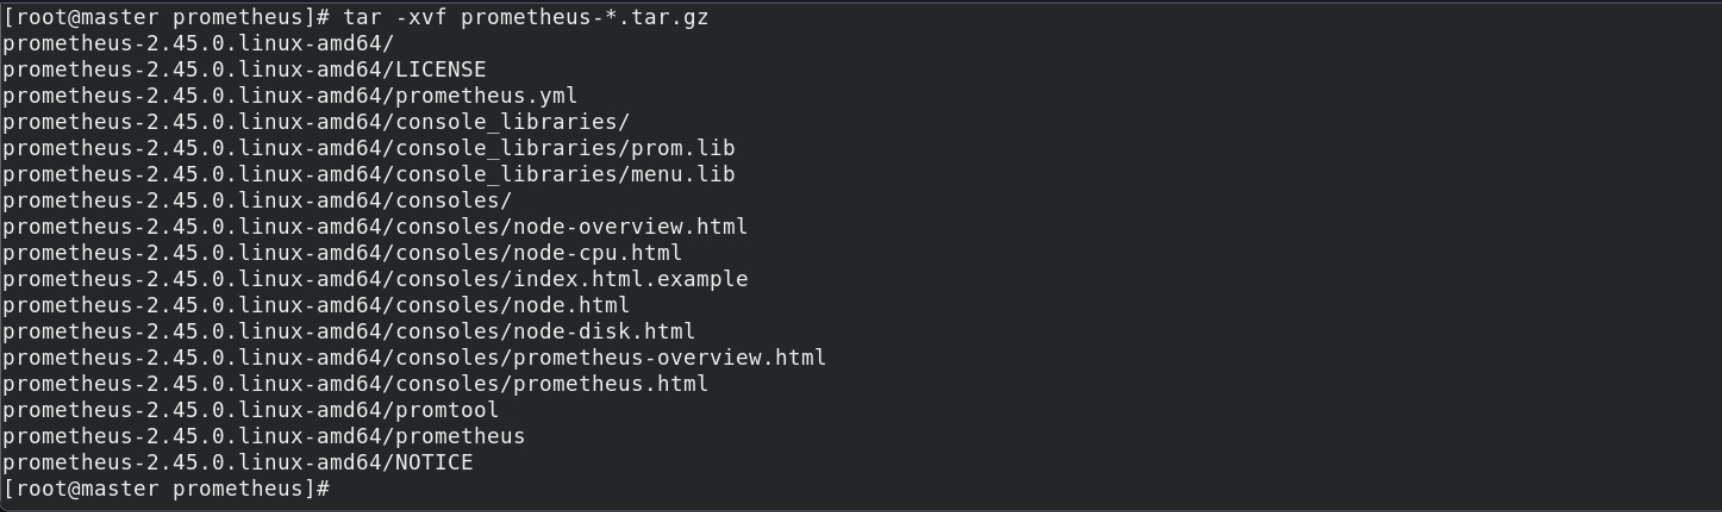 [root@master prometheus]# tar -xvf prometheus-*.tar.gz
prometheus-2.45.0.linux-amd64/
prometheus-2.45.0.linux-amd64/LICENSE
prometheus-2.45.0.linux-amd64/prometheus.yml
prometheus-2.45.0.linux-amd64/console_libraries/
prometheus-2.45.0.linux-amd64/console_libraries/prom.lib
prometheus-2.45.0.linux-amd64/console_libraries/menu.lib
prometheus-2.45.0.linux-amd64/consoles/
prometheus-2.45.0.linux-amd64/consoles/node-overview.html
prometheus-2.45.0.linux-amd64/consoles/node-cpu.html
prometheus-2.45.0.linux-amd64/consoles/index.html.example
prometheus-2.45.0.linux-amd64/consoles/node.html
prometheus-2.45.0.linux-amd64/consoles/node-disk.html
prometheus-2.45.0.linux-amd64/consoles/prometheus-overview.html
prometheus-2.45.0.linux-amd64/consoles/prometheus.html
prometheus-2.45.0.linux-amd64/promtool
prometheus-2.45.0.linux-amd64/prometheus
prometheus-2.45.0.linux-amd64/NOTICE
[root@master prometheus]#